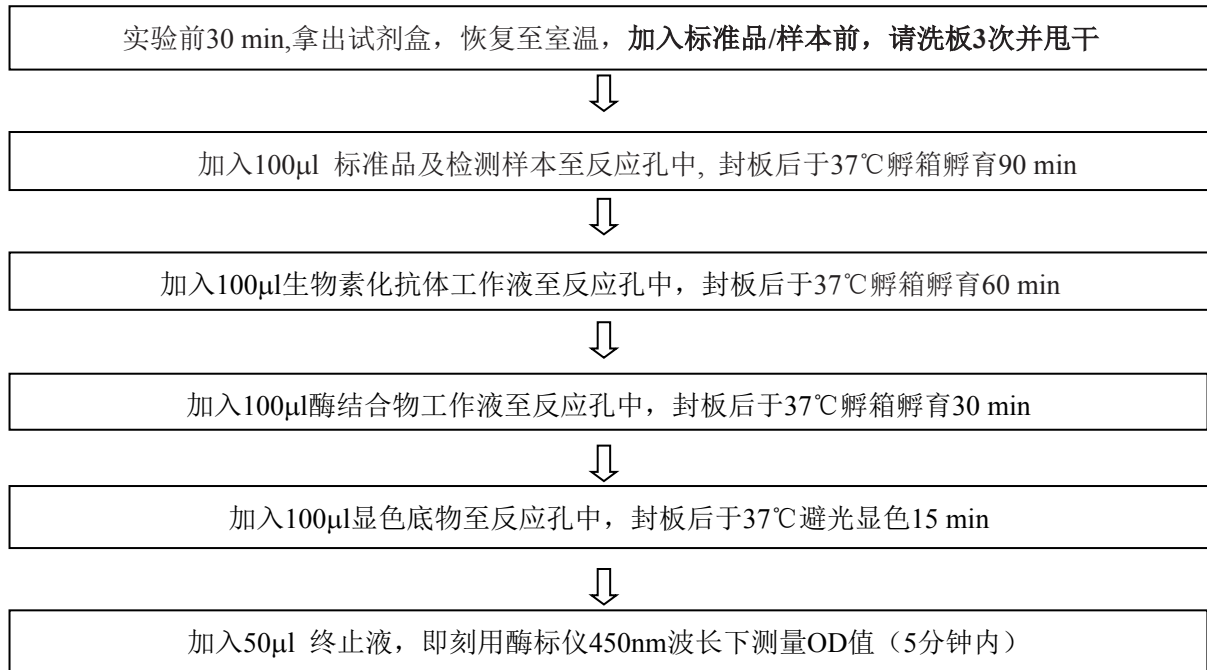 实验前30 min,拿出试剂盒，恢复至室温，加入标准品/样本前，请洗板3次并甩干
加入100μl 标准品及检测样本至反应孔中, 封板后于37℃孵箱孵育90 min
加入100μl生物素化抗体工作液至反应孔中，封板后于37℃孵箱孵育60 min
加入100μl酶结合物工作液至反应孔中，封板后于37℃孵箱孵育30 min
加入100μl显色底物至反应孔中，封板后于37℃避光显色15 min
加入50μl 终止液，即刻用酶标仪450nm波长下测量OD值（5分钟内）